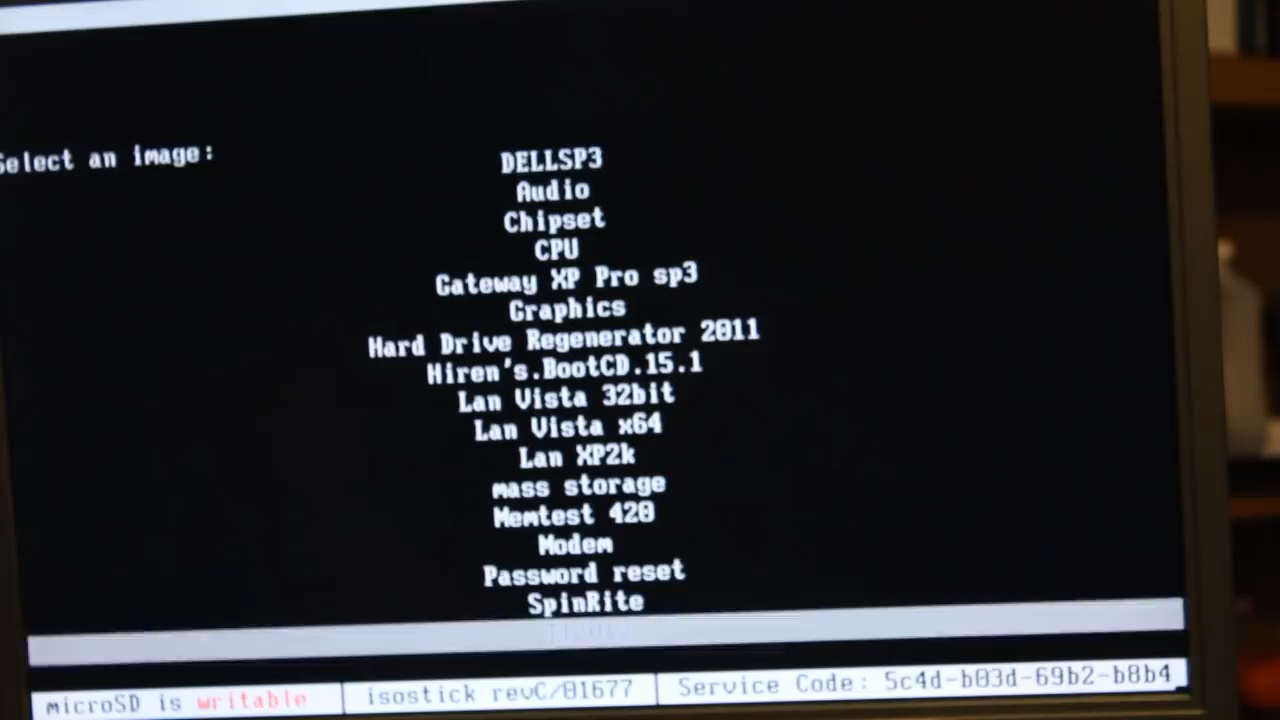 Select an image:
DELLSP3
Audio
Chipset
CPU
Gateway XP Pro sp3
Graphics
Hard Drive Regenerator 2011
Hiren's.BootCD.15.1
Lan Vista 32bit
Lan Vista x64
Lan XP2k
mass storage
Memtest 420
Modem
Password reset
SpinRite
microSD is writable
isostick revC/01677
Service Code: 5c4d-b03d-69b2-b8b4